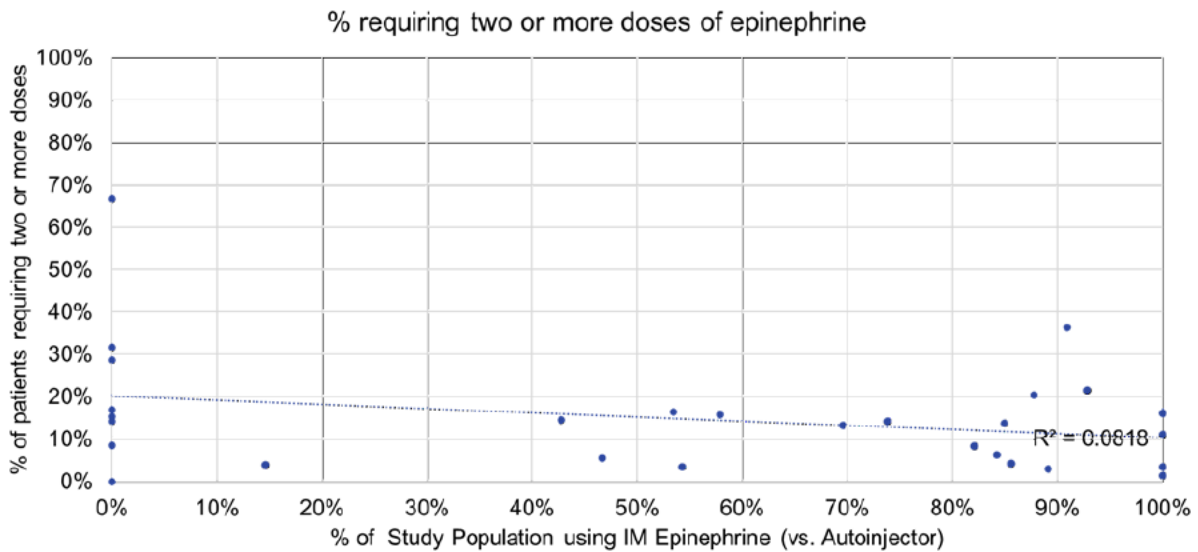 % requiring two or more doses of epinephrine
% of patients requiring two or more doses
100%
90%
80%
70%
60%
50%
40%
30%
20%
10%
0%
R² = 0.0818
0% 10% 20% 30% 40% 50% 60% 70% 80% 90% 100%
% of Study Population using IM Epinephrine (vs. Autoinjector)